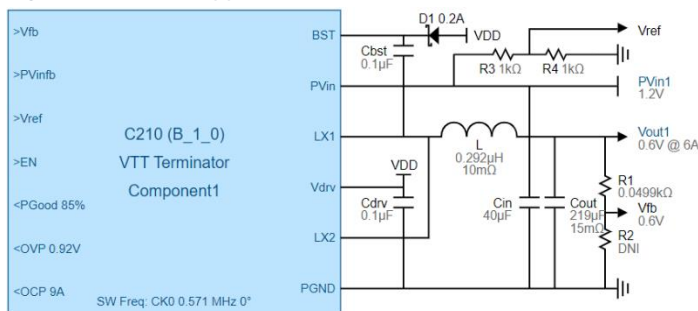 >Vfb
>PVinfb
>Vref
>EN
<PGood 85%
<OVP 0.92V
<OCP 9A
C210 (B_1_0)
VTT Terminator
Component1
SW Freq: CK0 0.571 MHz 0°
BST
PVin
LX1
Vdrv
LX2
PGND
D1 0.2A
VDD
Cbst
0.1µF
R3 1kΩ
R4 1kΩ
Vref
PVin1
1.2V
L
0.292µH
10mΩ
Vout1
0.6V @ 6A
VDD
Cdrv
0.1µF
Cin
40µF
Cout
219µF
15mΩ
R1
0.0499kΩ
Vfb
0.6V
R2
DNI